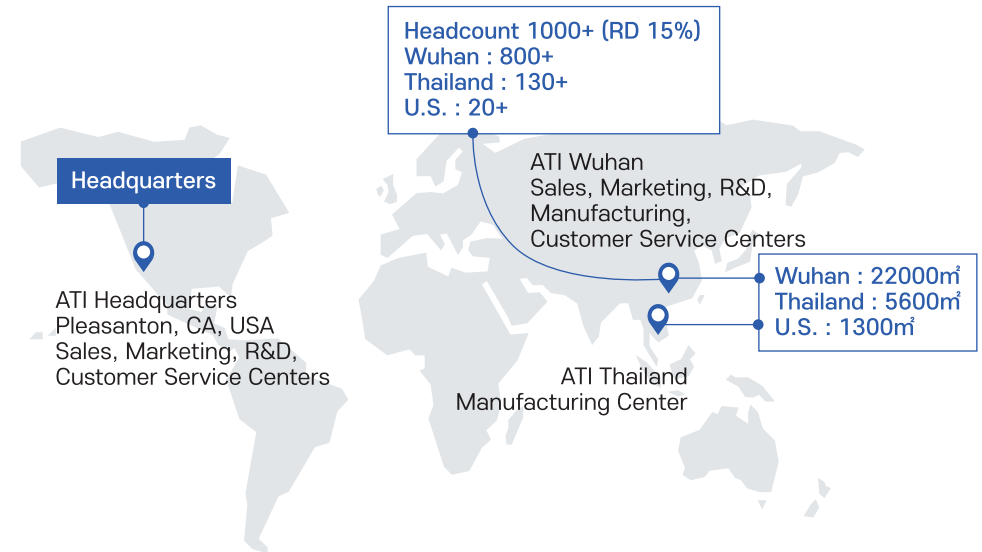 Headcount 1000+ (RD 15%)
Wuhan : 800+
Thailand : 130+
U.S. : 20+
Headquarters
ATI Wuhan
Sales, Marketing, R&D,
Manufacturing,
Customer Service Centers
Wuhan : 22000㎡
Thailand : 5600㎡
U.S. : 1300㎡
ATI Headquarters
Pleasanton, CA, USA
Sales, Marketing, R&D,
Customer Service Centers
ATI Thailand
Manufacturing Center